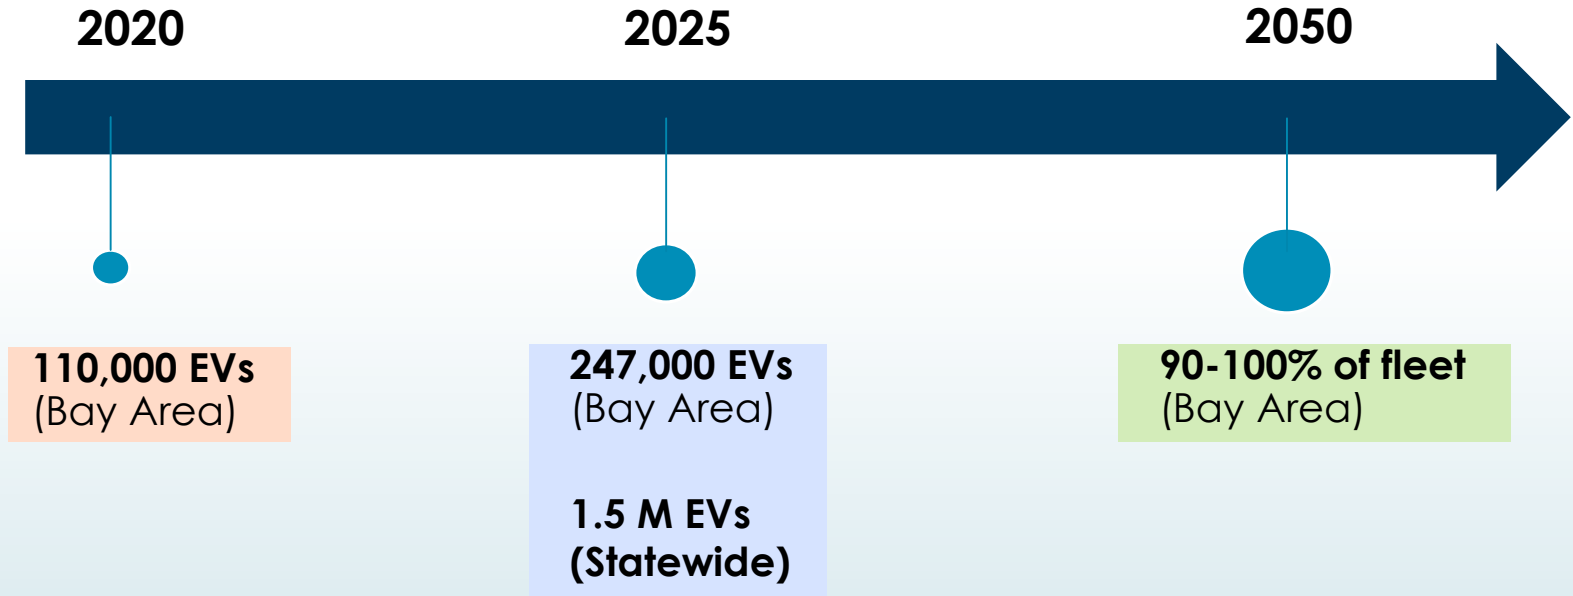 2020
2025
2050
110,000 EVs
(Bay Area)
247,000 EVs
(Bay Area)
1.5 M EVs
(Statewide)
90-100% of fleet
(Bay Area)